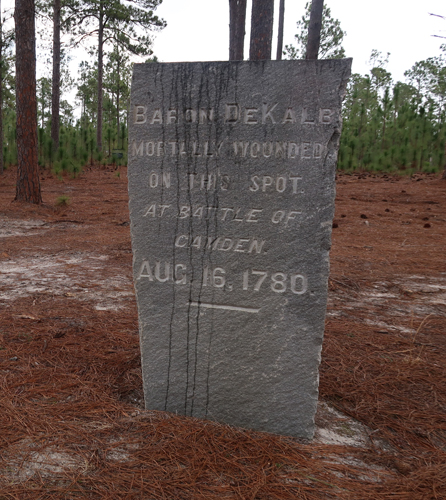 BARON DEKALB
MORTALLY WOUNDED
ON THIS SPOT.
AT BATTLE OF
CAMDEN.
AUG. 16, 1780.